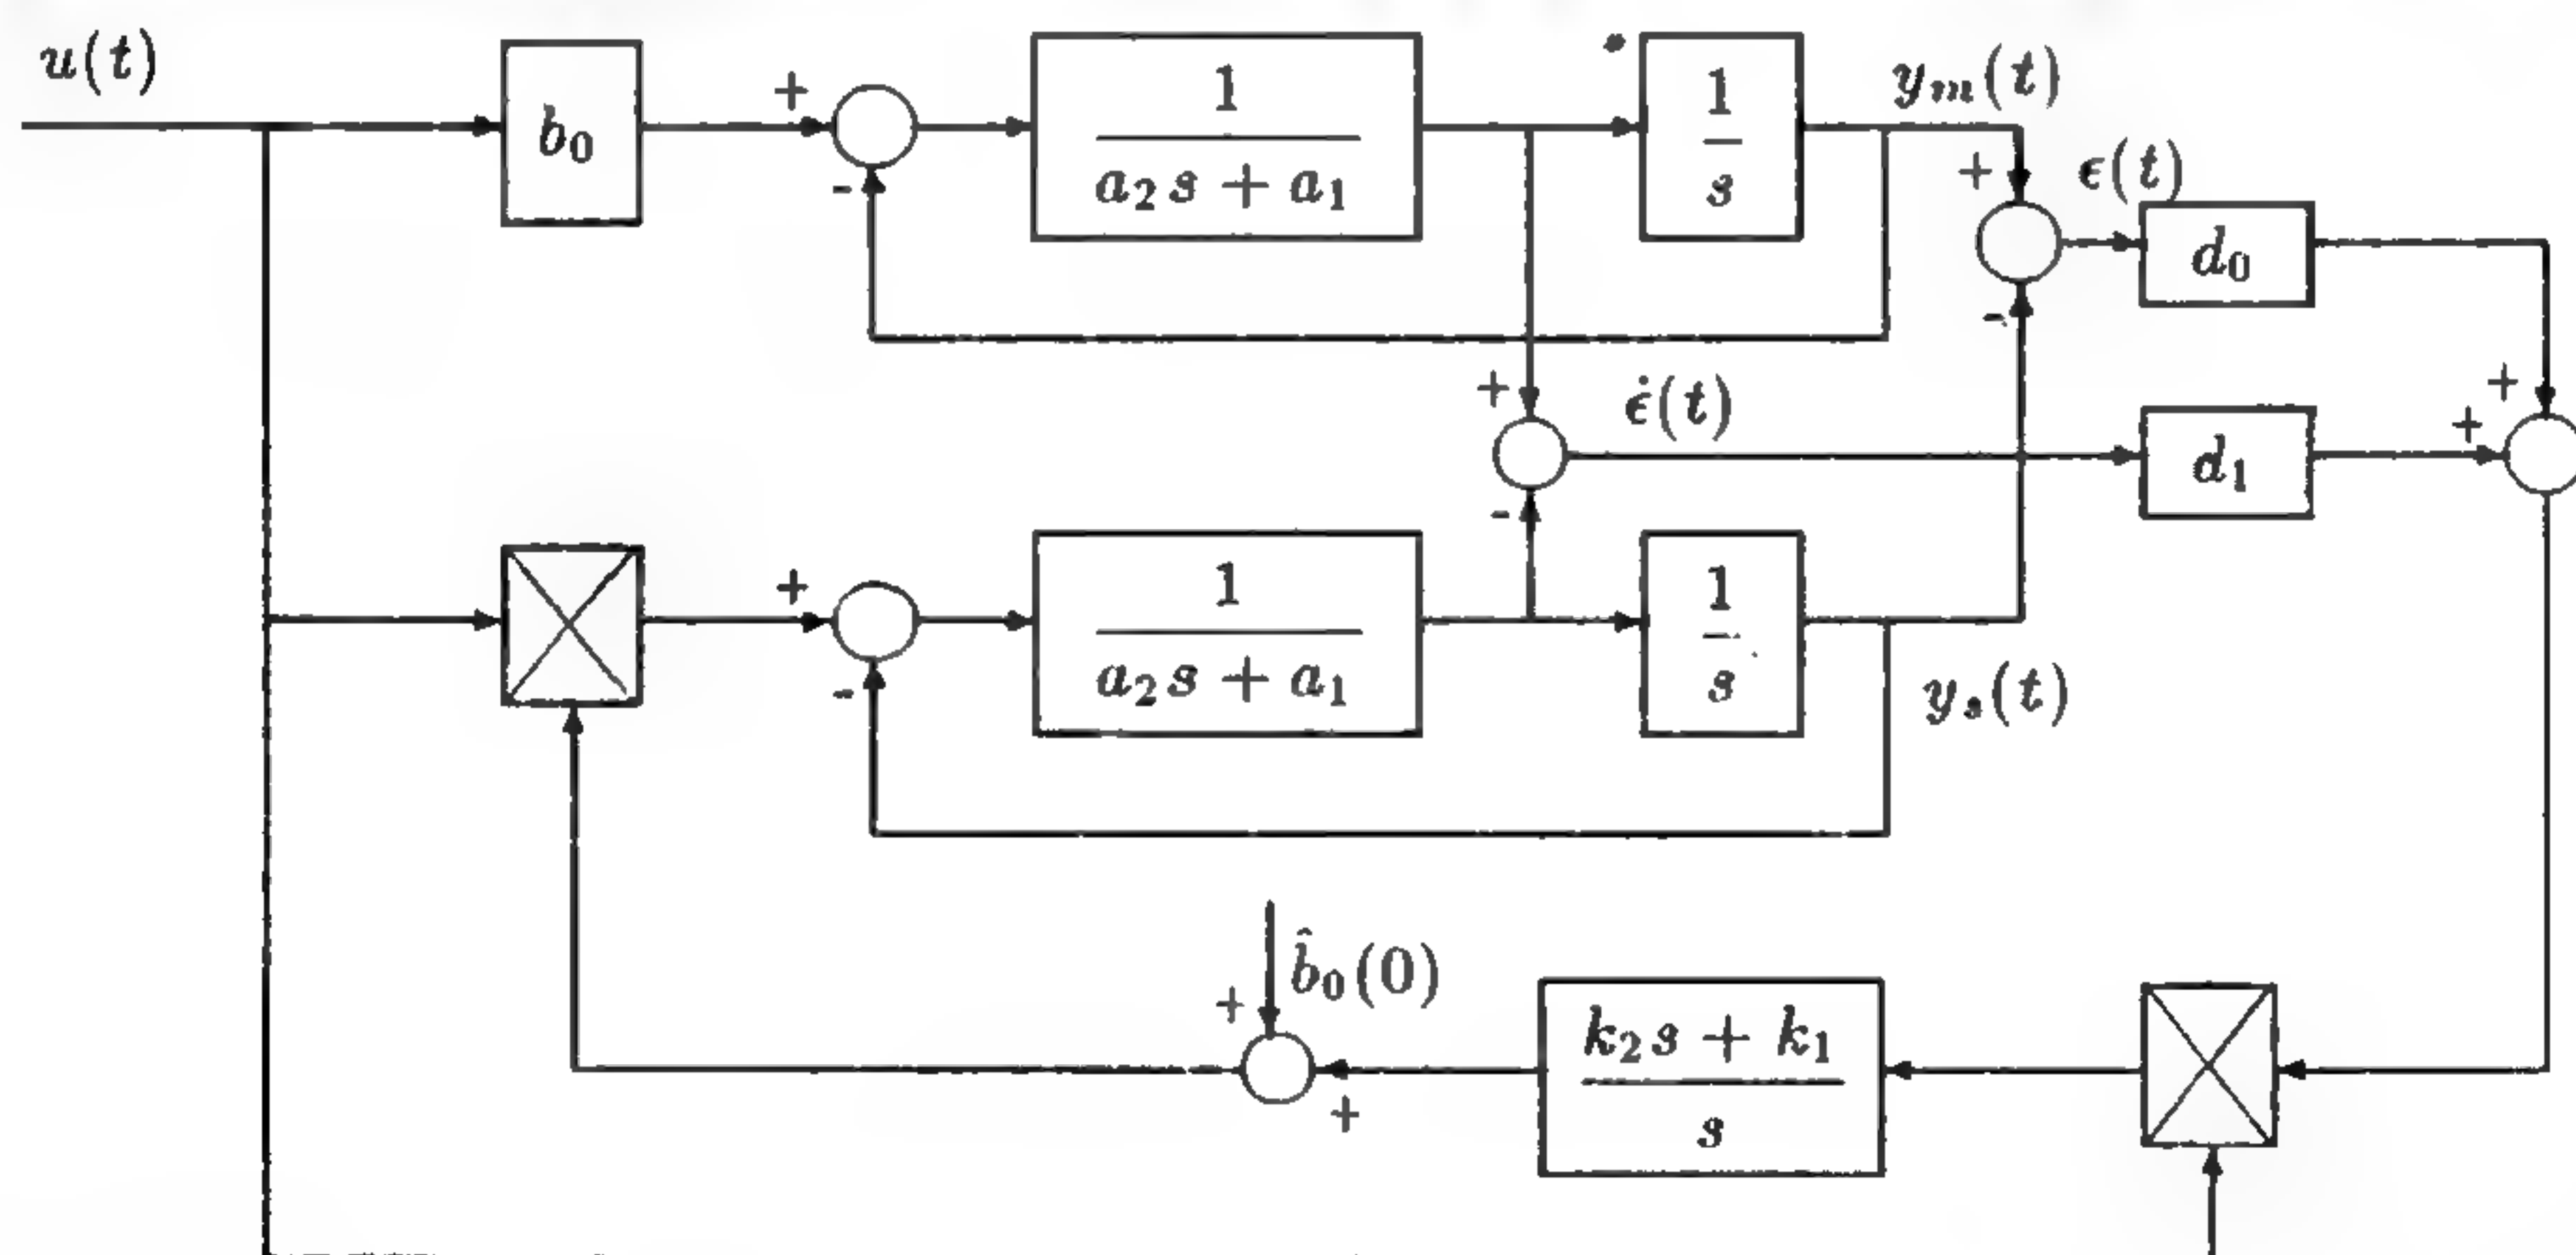 u(t)
b₀
+
-
1
a₂s + a₁
1
s
yₘ(t)
+
-
ϵ(t)
d₀
+
-
ϵ̇(t)
d₁
+
+
+
-
1
a₂s + a₁
1
s
yₛ(t)
b̂₀(0)
+
+
k₂s + k₁
s